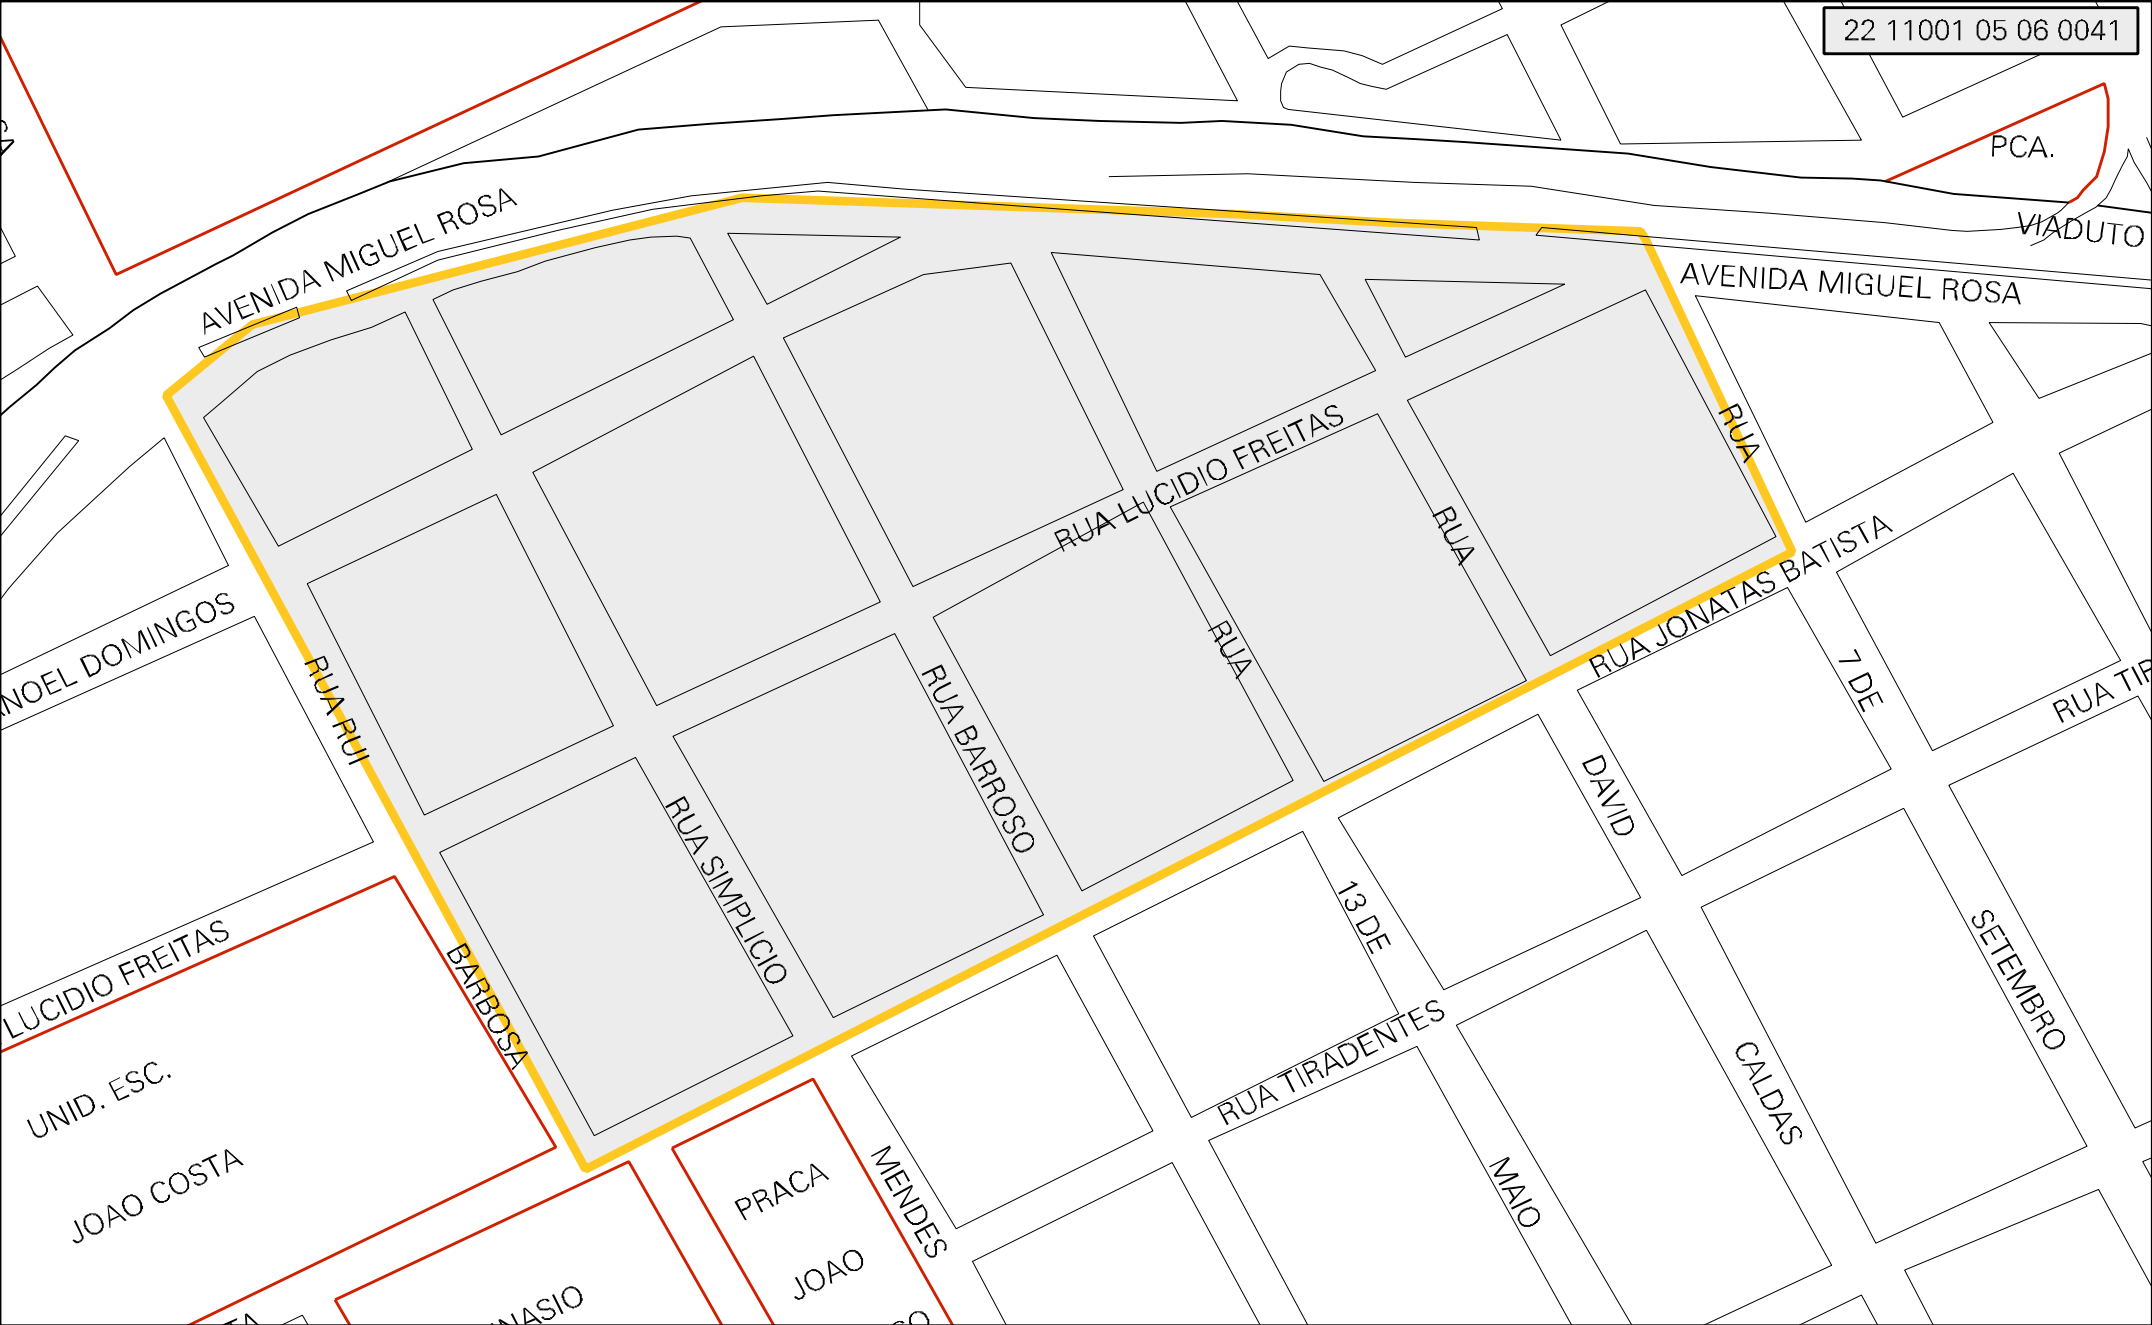 22 11001 05 06 0041
PCA.
VIADUTO
AVENIDA MIGUEL ROSA
AVENIDA MIGUEL ROSA
RUA
RUA LUCIDIO FREITAS
RUA
RUA JONATAS BATISTA
NOEL DOMINGOS
RUA RUI
RUA
RUA BARROSO
7 DE
RUA TIR
DAVID
RUA SIMPLICIO
13 DE
SETEMBRO
LUCIDIO FREITAS
BARBOSA
RUA TIRADENTES
CALDAS
UNID. ESC.
JOAO COSTA
PRACA
JOAO
MENDES
MAIO
NASIO
TA